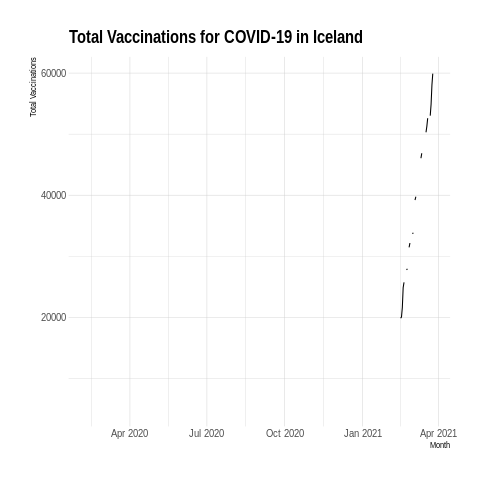 Total Vaccinations for COVID-19 in Iceland
Total Vaccinations
60000
40000
20000
Apr 2020
Jul 2020
Oct 2020
Jan 2021
Apr 2021
Month